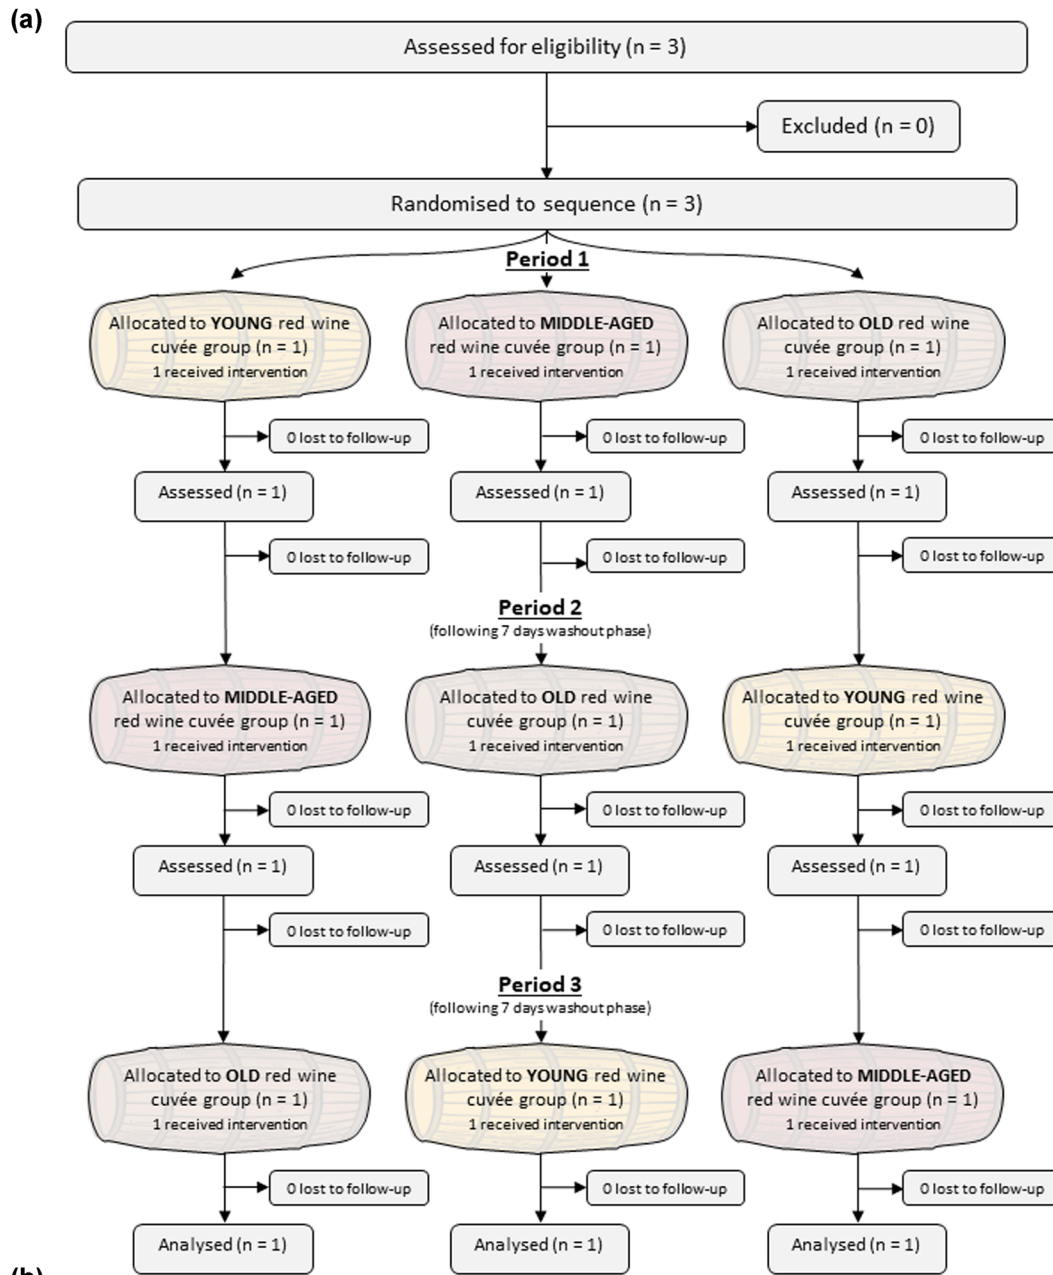 (a)
Assessed for eligibility (n = 3)
Excluded (n = 0)
Randomised to sequence (n = 3)
Period 1
Allocated to YOUNG red wine
cuvée group (n = 1)
1 received intervention
Allocated to MIDDLE-AGED
red wine cuvée group (n = 1)
1 received intervention
Allocated to OLD red wine
cuvée group (n = 1)
1 received intervention
0 lost to follow-up
0 lost to follow-up
0 lost to follow-up
Assessed (n = 1)
Assessed (n = 1)
Assessed (n = 1)
0 lost to follow-up
0 lost to follow-up
0 lost to follow-up
Period 2
(following 7 days washout phase)
Allocated to MIDDLE-AGED
red wine cuvée group (n = 1)
1 received intervention
Allocated to OLD red wine
cuvée group (n = 1)
1 received intervention
Allocated to YOUNG red wine
cuvée group (n = 1)
1 received intervention
0 lost to follow-up
0 lost to follow-up
0 lost to follow-up
Assessed (n = 1)
Assessed (n = 1)
Assessed (n = 1)
0 lost to follow-up
0 lost to follow-up
0 lost to follow-up
Period 3
(following 7 days washout phase)
Allocated to OLD red wine
cuvée group (n = 1)
1 received intervention
Allocated to YOUNG red wine
cuvée group (n = 1)
1 received intervention
Allocated to MIDDLE-AGED
red wine cuvée group (n = 1)
1 received intervention
0 lost to follow-up
0 lost to follow-up
0 lost to follow-up
Analysed (n = 1)
Analysed (n = 1)
Analysed (n = 1)